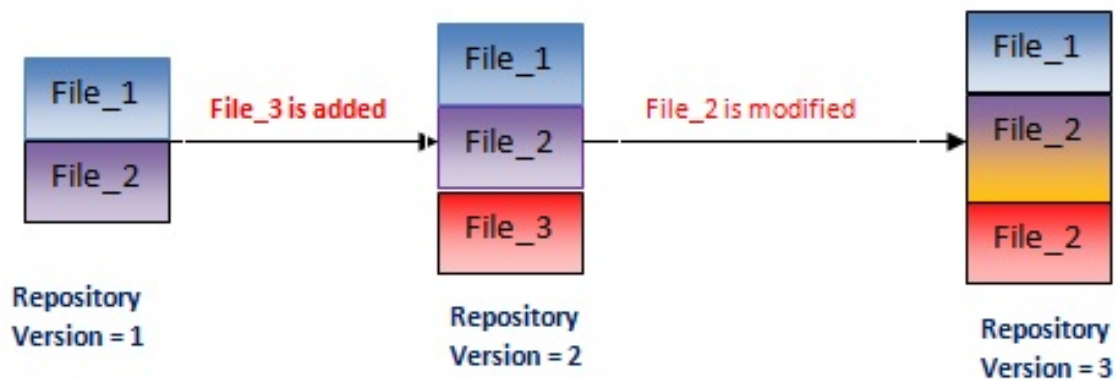 File_1
File_2
Repository
Version = 1
File_3 is added
File_1
File_2
File_3
Repository
Version = 2
File_2 is modified
File_1
File_2
File_2
Repository
Version = 3